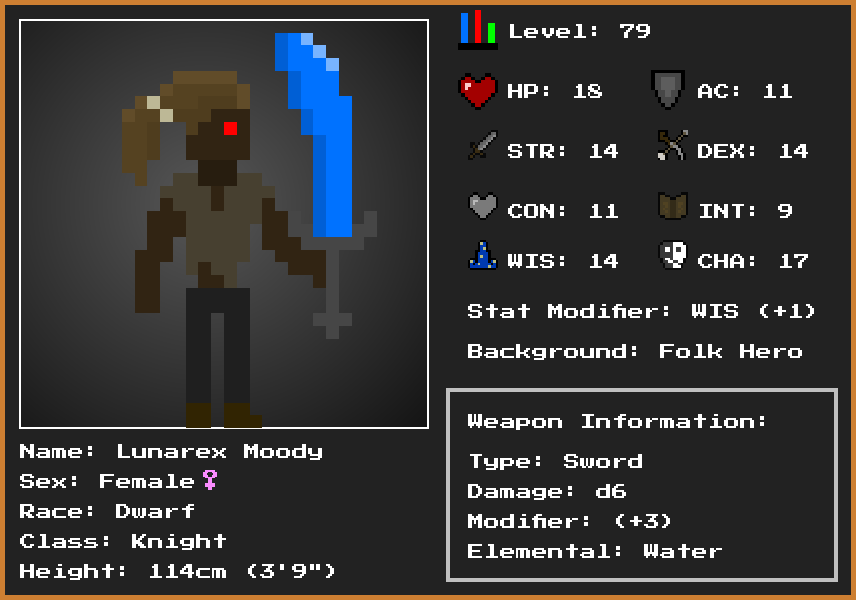 Level: 79
HP: 18 AC: 11
STR: 14 DEX: 14
CON: 11 INT: 9
WIS: 14 CHA: 17
Stat Modifier: WIS (+1)
Background: Folk Hero
Weapon Information:
Type: Sword
Damage: d6
Modifier: (+3)
Elemental: Water
Name: Lunarex Moody
Sex: Female♀
Race: Dwarf
Class: Knight
Height: 114cm (3'9")